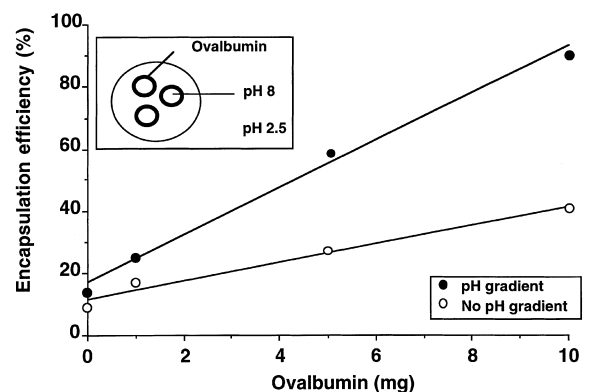 Encapsulation efficiency (%)
100
80
60
40
20
0
Ovalbumin
pH 8
pH 2.5
pH gradient
No pH gradient
0 2 4 6 8 10
Ovalbumin (mg)